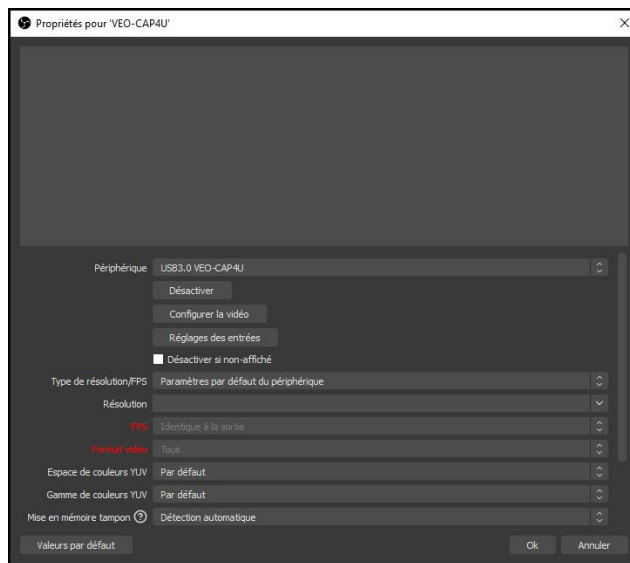 Propriétés pour 'VEO-CAP4U'
Périphérique USB3.0 VEO-CAP4U
Désactiver
Configurer la vidéo
Réglages des entrées
Désactiver si non-affiché
Type de résolution/FPS Paramètres par défaut du périphérique
Résolution
FPS Identique à la sortie
Format vidéo Tous
Espace de couleurs YUV Par défaut
Gamme de couleurs YUV Par défaut
Mise en mémoire tampon ? Détection automatique
Valeurs par défaut Ok Annuler